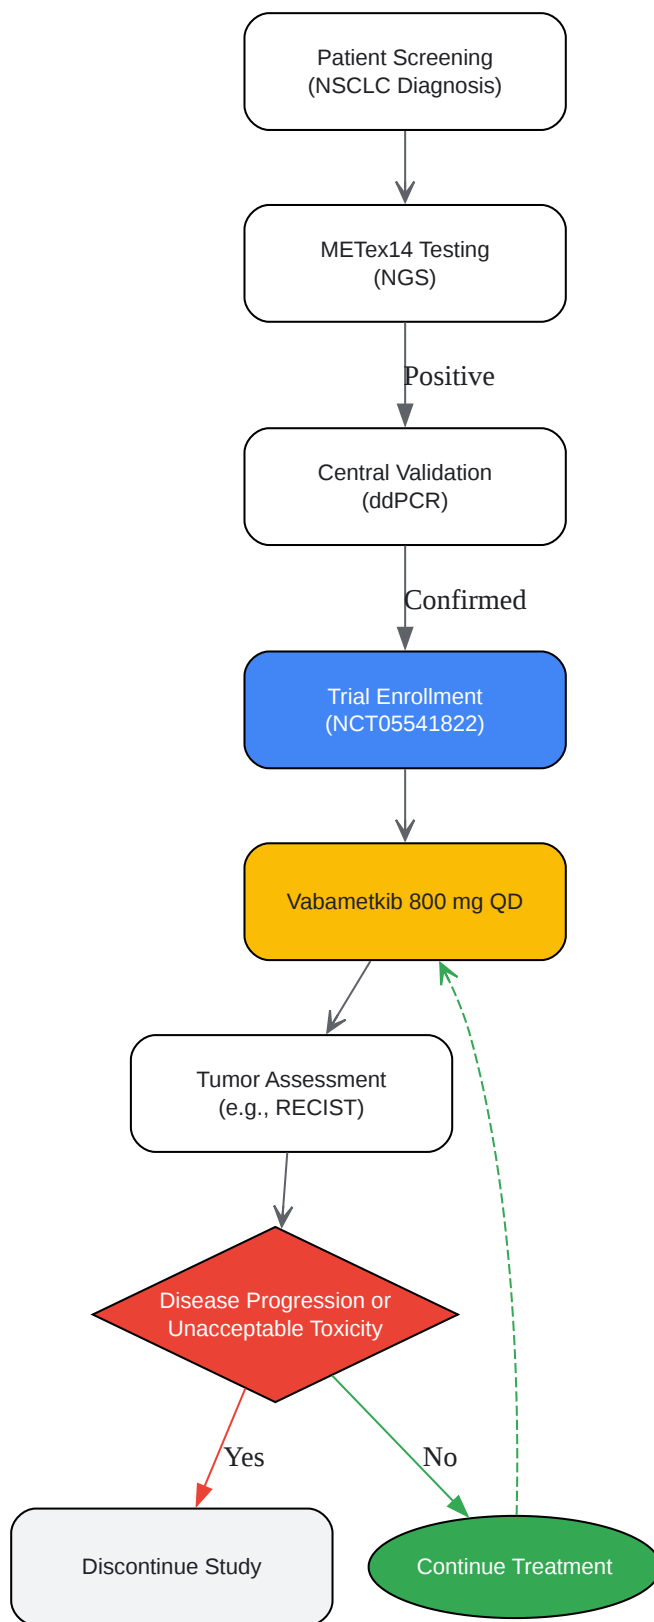 Patient Screening
(NSCLC Diagnosis)
METex14 Testing
(NGS)
Positive
Central Validation
(ddPCR)
Confirmed
Trial Enrollment
(NCT05541822)
Vabametkib 800 mg QD
Tumor Assessment
(e.g., RECIST)
Disease Progression or
Unacceptable Toxicity
Yes
No
Discontinue Study
Continue Treatment